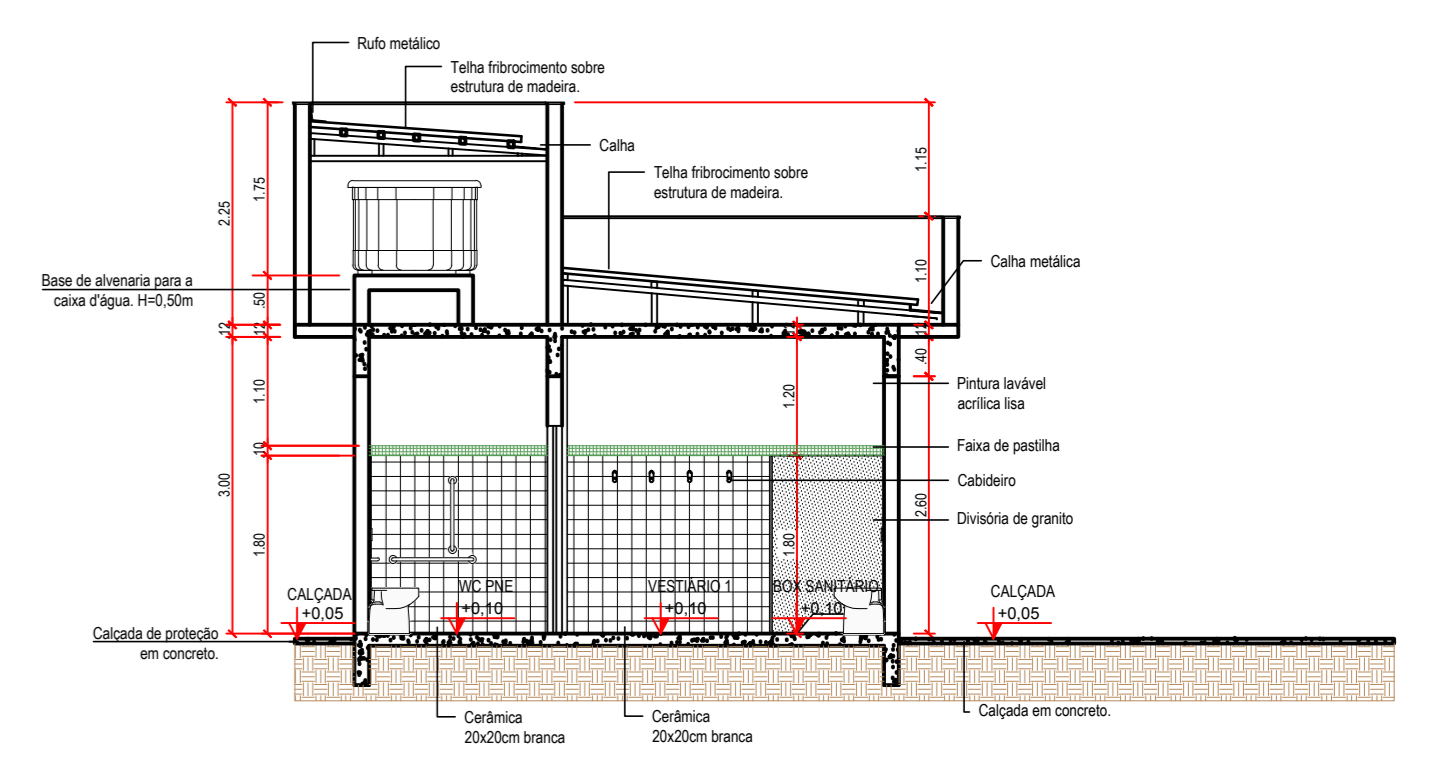 Rufo metálico
Telha fribrocimento sobre
estrutura de madeira.
Calha
Telha fribrocimento sobre
estrutura de madeira.
1.15
1.75
2.25
Base de alvenaria para a
caixa d'água. H=0,50m
.50
1.10
Calha metálica
12
12
.40
1.10
1.20
Pintura lavável
acrílica lisa
10
Faixa de pastilha
3.00
Cabideiro
2.60
Divisória de granito
1.80
1.80
CALÇADA
+0,05
WC PNE
+0,10
VESTIÁRIO 1
+0,10
BOX SANITÁRIO
+0,10
CALÇADA
+0,05
Calçada de proteção
em concreto.
Cerâmica
20x20cm branca
Cerâmica
20x20cm branca
Calçada em concreto.